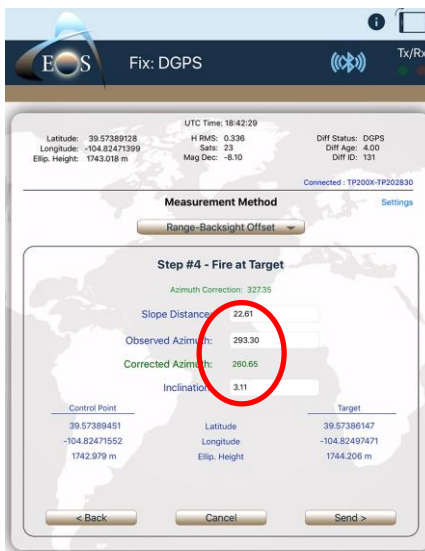 EOS Fix: DGPS Tx/Rx
UTC Time: 18:42:29
Latitude: 39.57389128 H RMS: 0.336 Diff Status: DGPS
Longitude: -104.82471399 Sats: 23 Diff Age: 4.00
Ellip. Height: 1743.018 m Mag Dec: -8.10 Diff ID: 131
Connected : TP200X-TP202830
Measurement Method Settings
Range-Backsight Offset
Step #4 - Fire at Target
Azimuth Correction: 327.35
Slope Distance: 22.61
Observed Azimuth: 293.30
Corrected Azimuth: 260.65
Inclination: 3.11
Control Point Target
39.57389451 Latitude 39.57386147
-104.82471552 Longitude -104.82497471
1742.979 m Ellip. Height 1744.206 m
< Back Cancel Send >